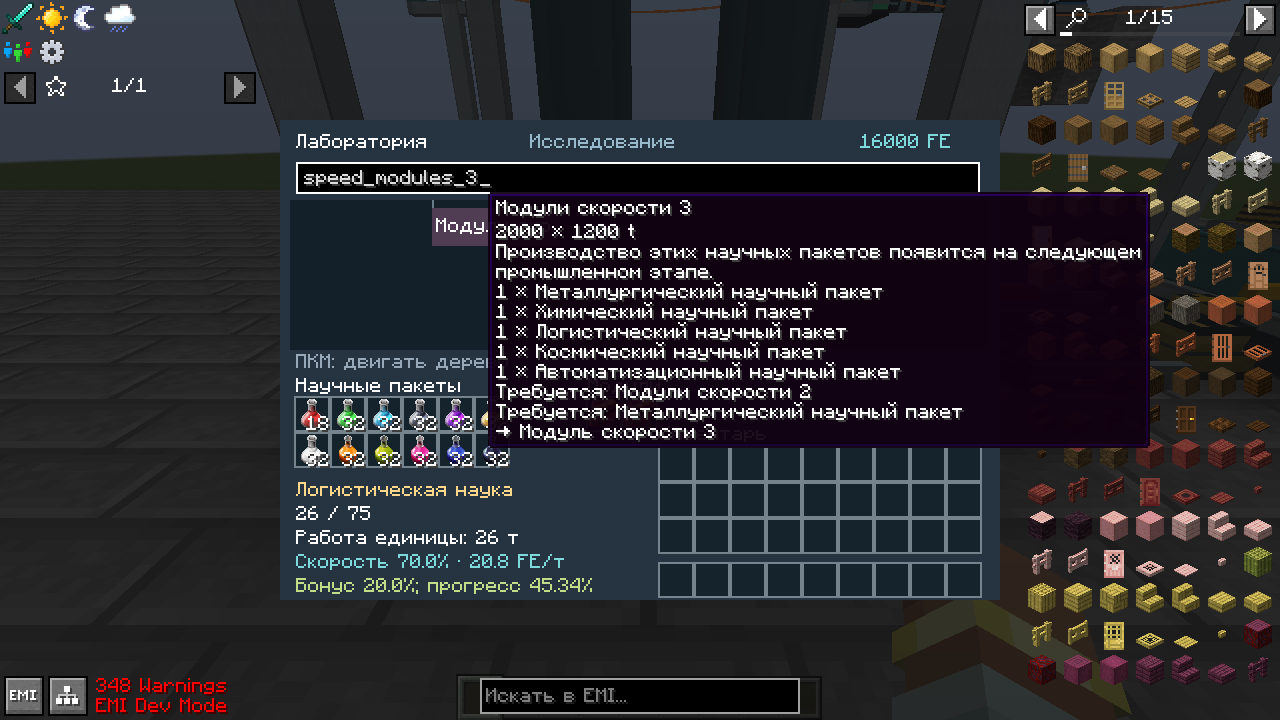 1/15
1/1
Лаборатория
Исследование
16000 FE
speed_modules_3_
Моду
Модули скорости 3
2000 × 1200 t
Производство этих научных пакетов появится на следующем
промышленном этапе.
1 × Металлургический научный пакет
1 × Химический научный пакет
1 × Логистический научный пакет
1 × Космический научный пакет
1 × Автоматизационный научный пакет
Требуется: Модули скорости 2
Требуется: Металлургический научный пакет
→ Модуль скорости 3
ПКМ: двигать дере
Научные пакеты
18 32 32 32 32
32 32 32 32 32 32
Логистическая наука
26 / 75
Работа единицы: 26 т
Скорость 70.0% · 20.8 FE/т
Бонус 20.0%; прогресс 45.34%
EMI
348 Warnings
EMI Dev Mode
Искать в EMI...